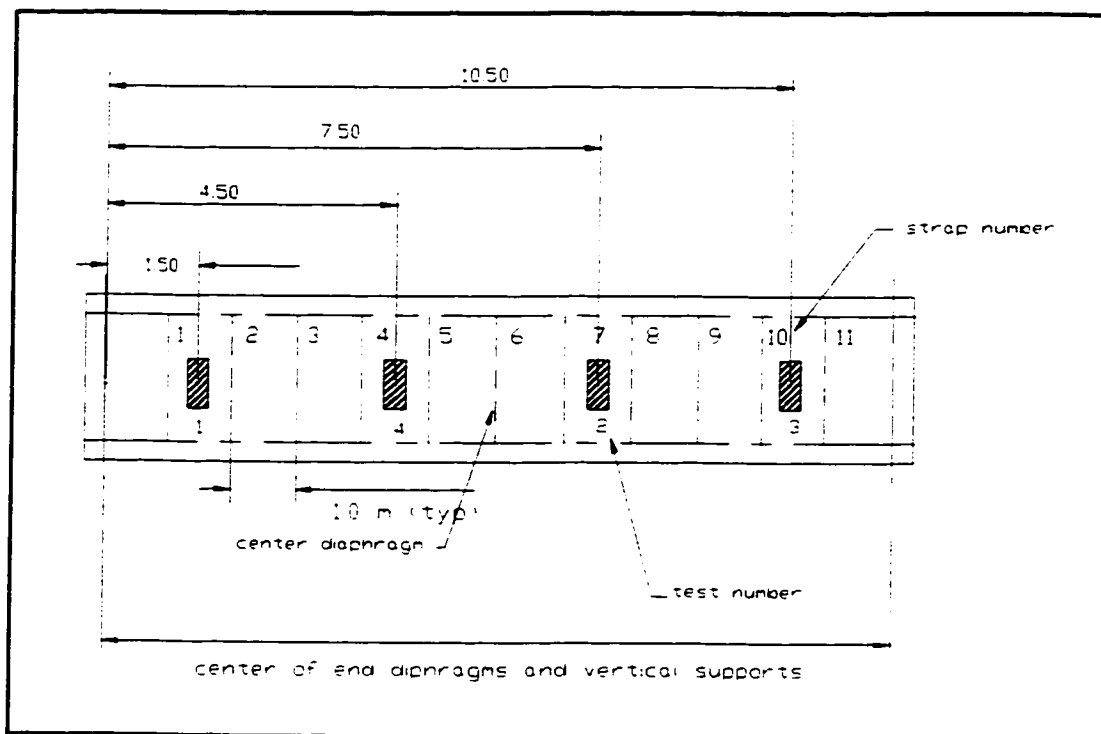 10.50
7.50
4.50
1.50
strap number
1 2 3 4 5 6 7 8 9 10 11
1 4 2 3
1.0 m (typ)
center diaphragm
test number
center of end diphragms and vertical supports